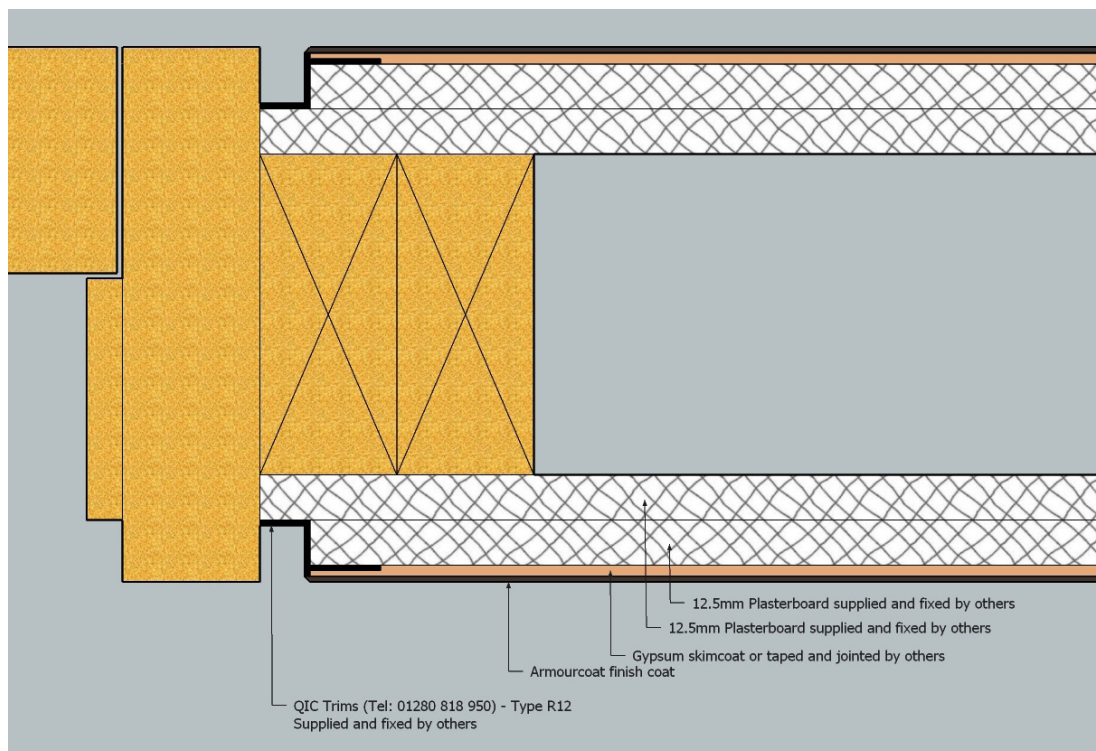 12.5mm Plasterboard supplied and fixed by others
12.5mm Plasterboard supplied and fixed by others
Gypsum skimcoat or taped and jointed by others
Armourcoat finish coat
QIC Trims (Tel: 01280 818 950) - Type R12
Supplied and fixed by others